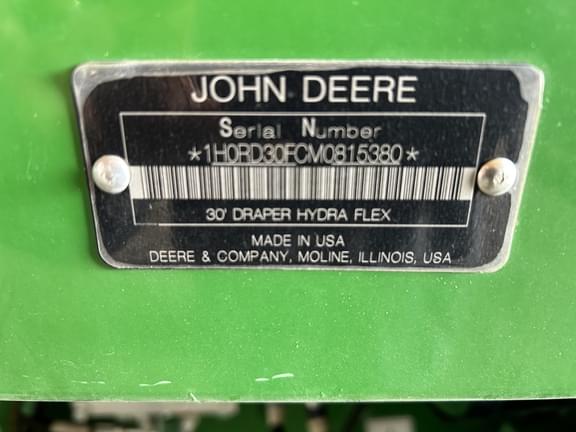 JOHN DEERE
Serial Number
*1H0RD30FCM0815380*
30' DRAPER HYDRA FLEX
MADE IN USA
DEERE & COMPANY, MOLINE, ILLINOIS, USA